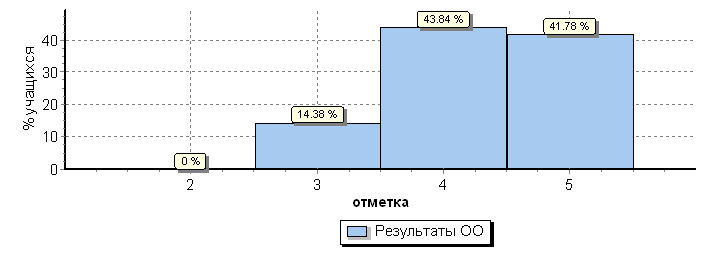 % учащихся
40
30
20
10
0
0 %
14.38 %
43.84 %
41.78 %
2 3 4 5
отметка
Результаты ОО